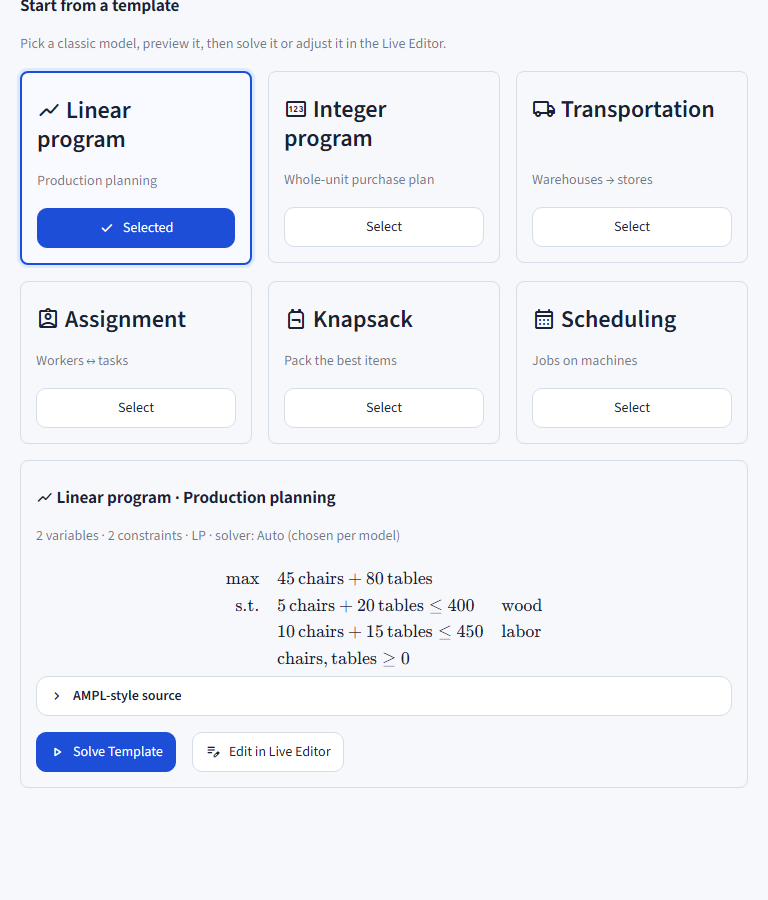 Start from a template
Pick a classic model, preview it, then solve it or adjust it in the Live Editor.
Linear
program
Production planning
Selected
123 Integer
program
Whole-unit purchase plan
Select
Transportation
Warehouses → stores
Select
Assignment
Workers ↔ tasks
Select
Knapsack
Pack the best items
Select
Scheduling
Jobs on machines
Select
Linear program · Production planning
2 variables · 2 constraints · LP · solver: Auto (chosen per model)
max 45 chairs + 80 tables
s.t. 5 chairs + 20 tables ≤ 400 wood
10 chairs + 15 tables ≤ 450 labor
chairs, tables ≥ 0
AMPL-style source
Solve Template
Edit in Live Editor